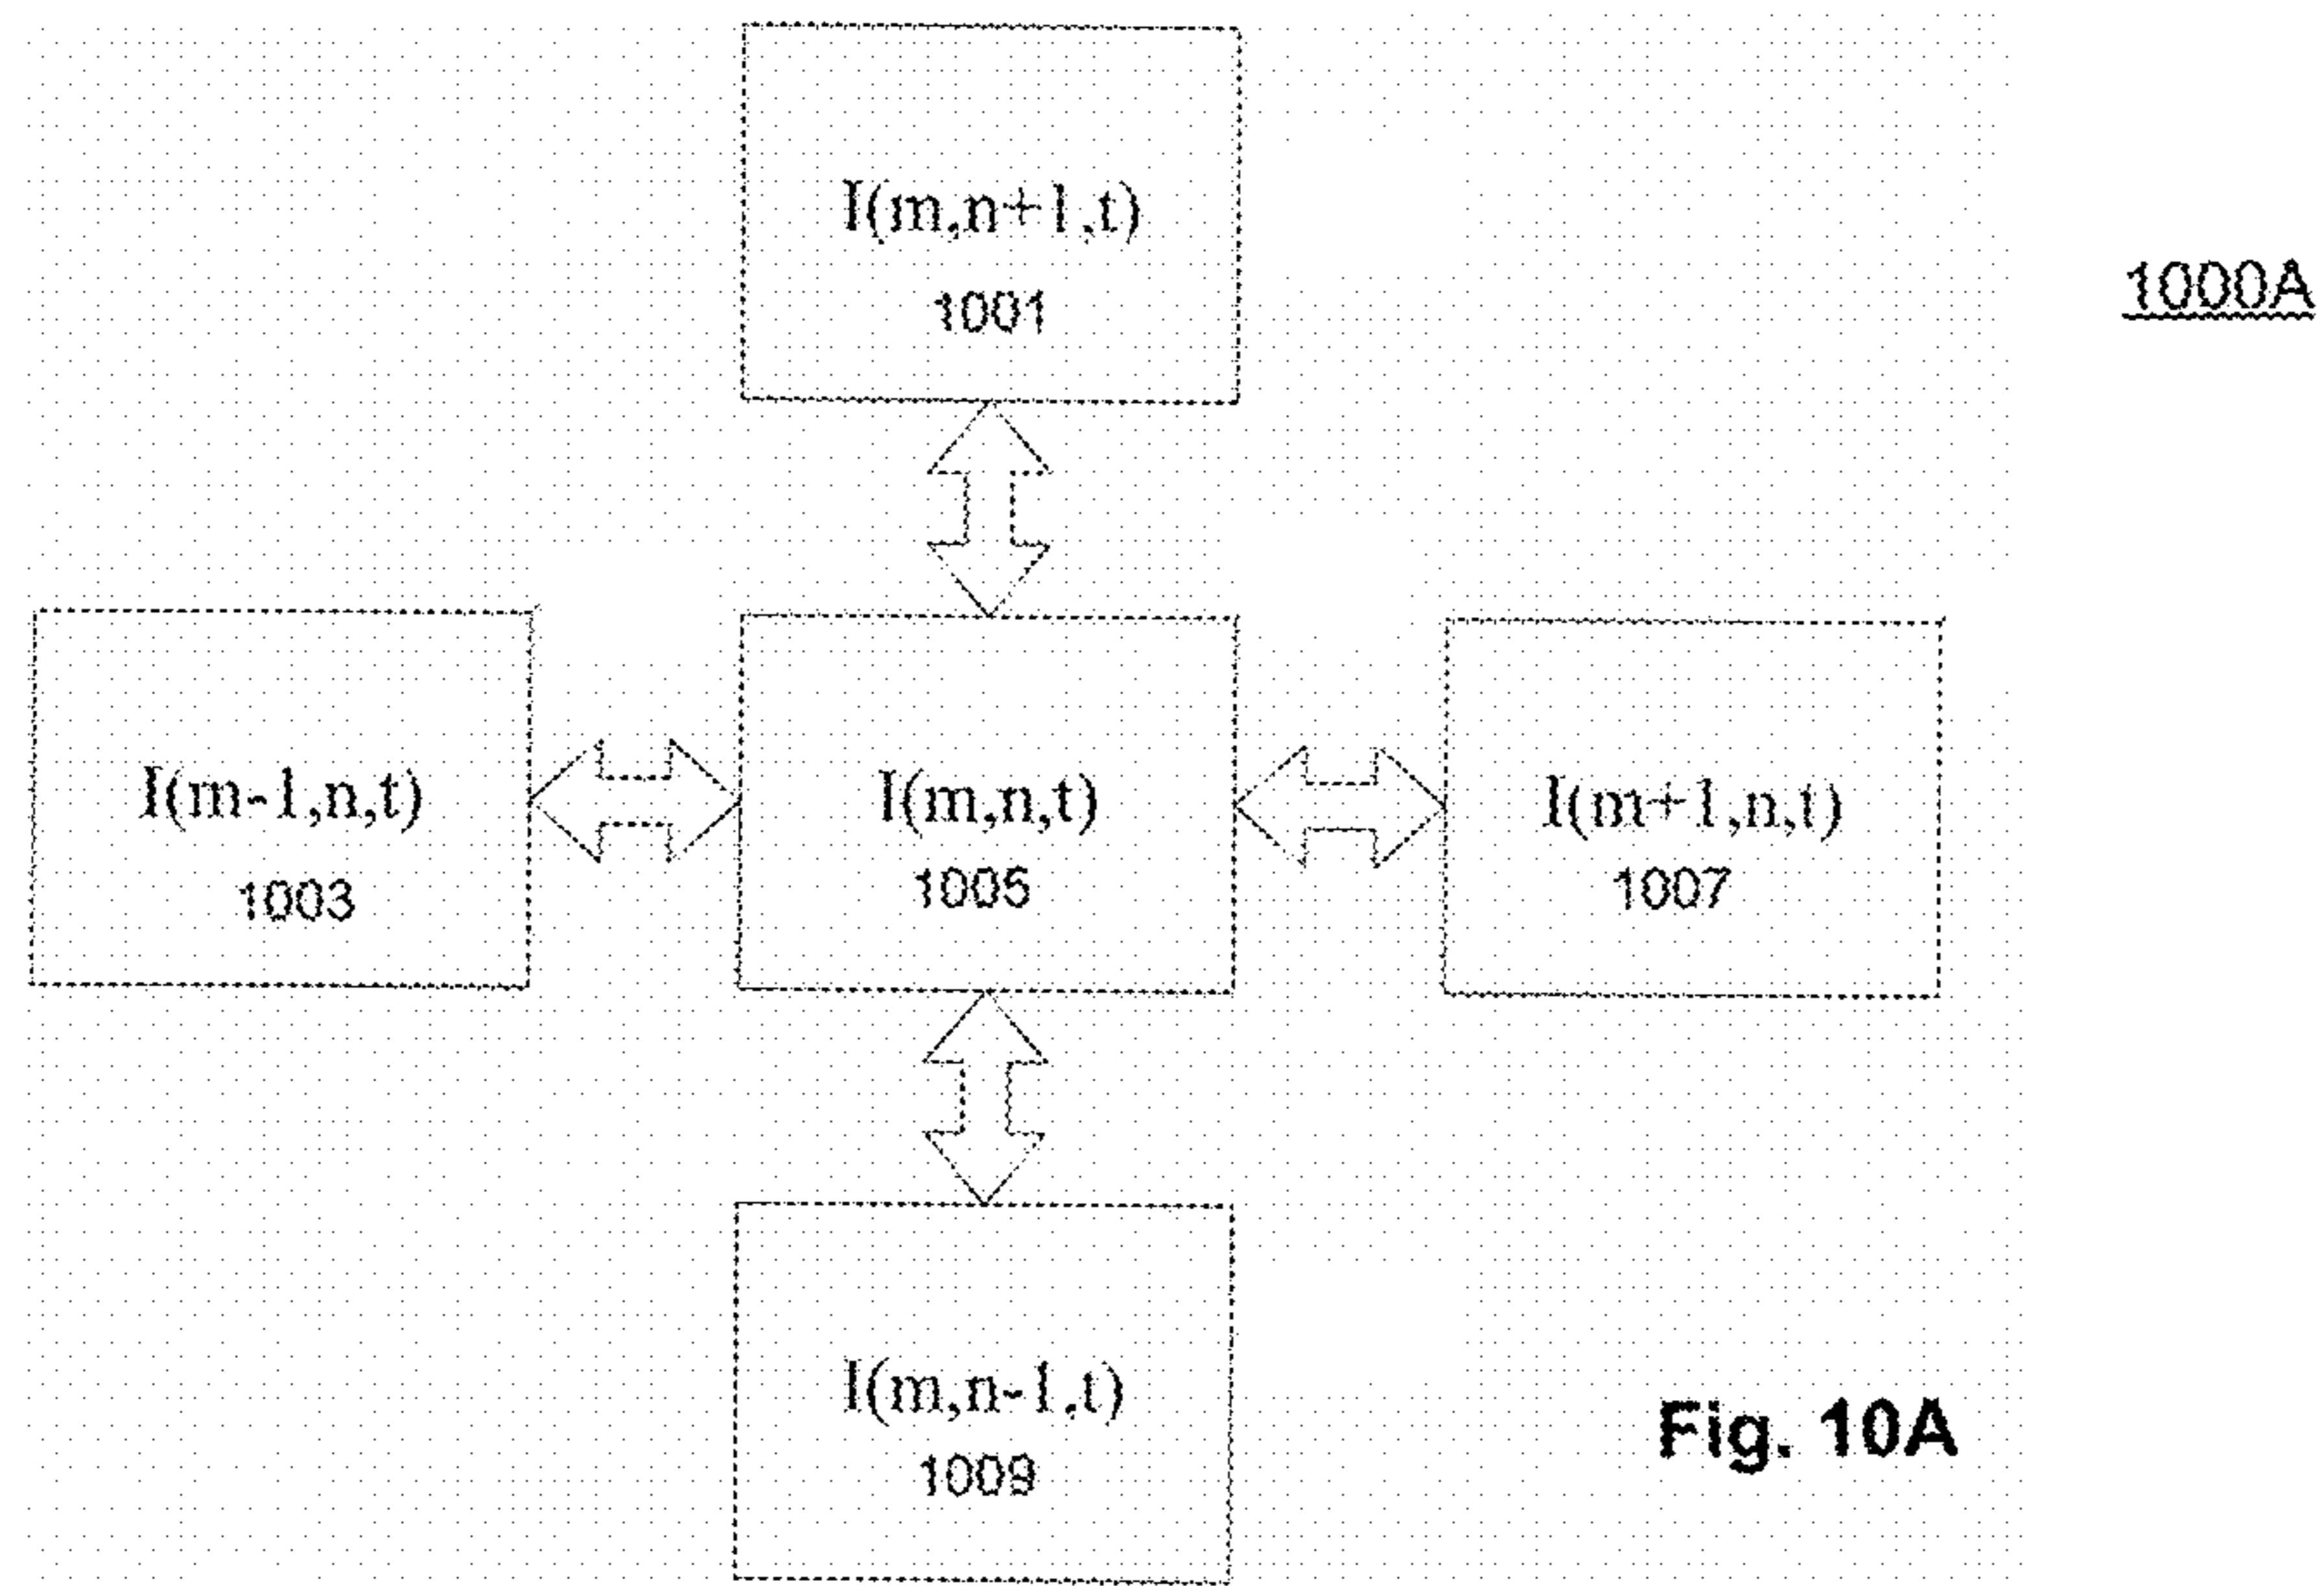 I(m,n+1,t)
1001
1000A
I(m-1,n,t)
1003
I(m,n,t)
1005
I(m+1,n,t)
1007
I(m,n-1,t)
1009
Fig. 10A